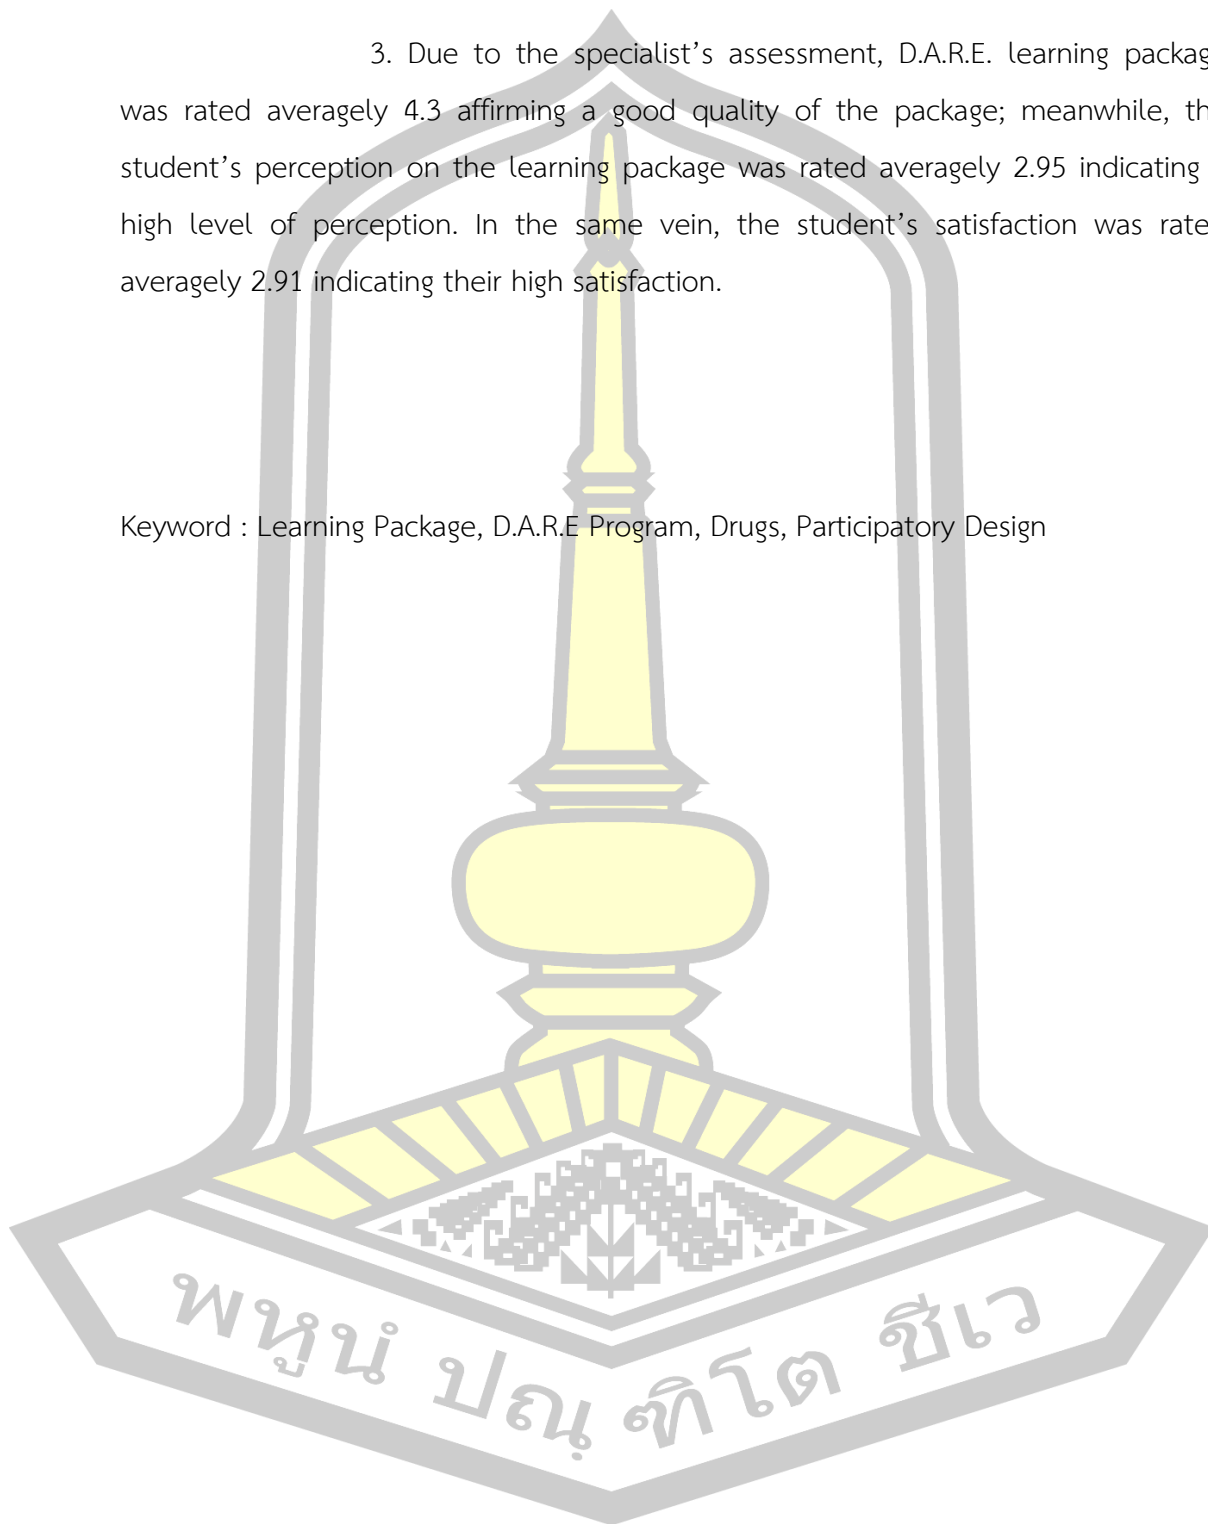 3. Due to the specialist’s assessment, D.A.R.E. learning packag
was rated averagely 4.3 affirming a good quality of the package; meanwhile, th
student’s perception on the learning package was rated averagely 2.95 indicating
high level of perception. In the same vein, the student’s satisfaction was rate
averagely 2.91 indicating their high satisfaction.
Keyword : Learning Package, D.A.R.E Program, Drugs, Participatory Design
พหูนํ ปณฺฑิโต ชีเว